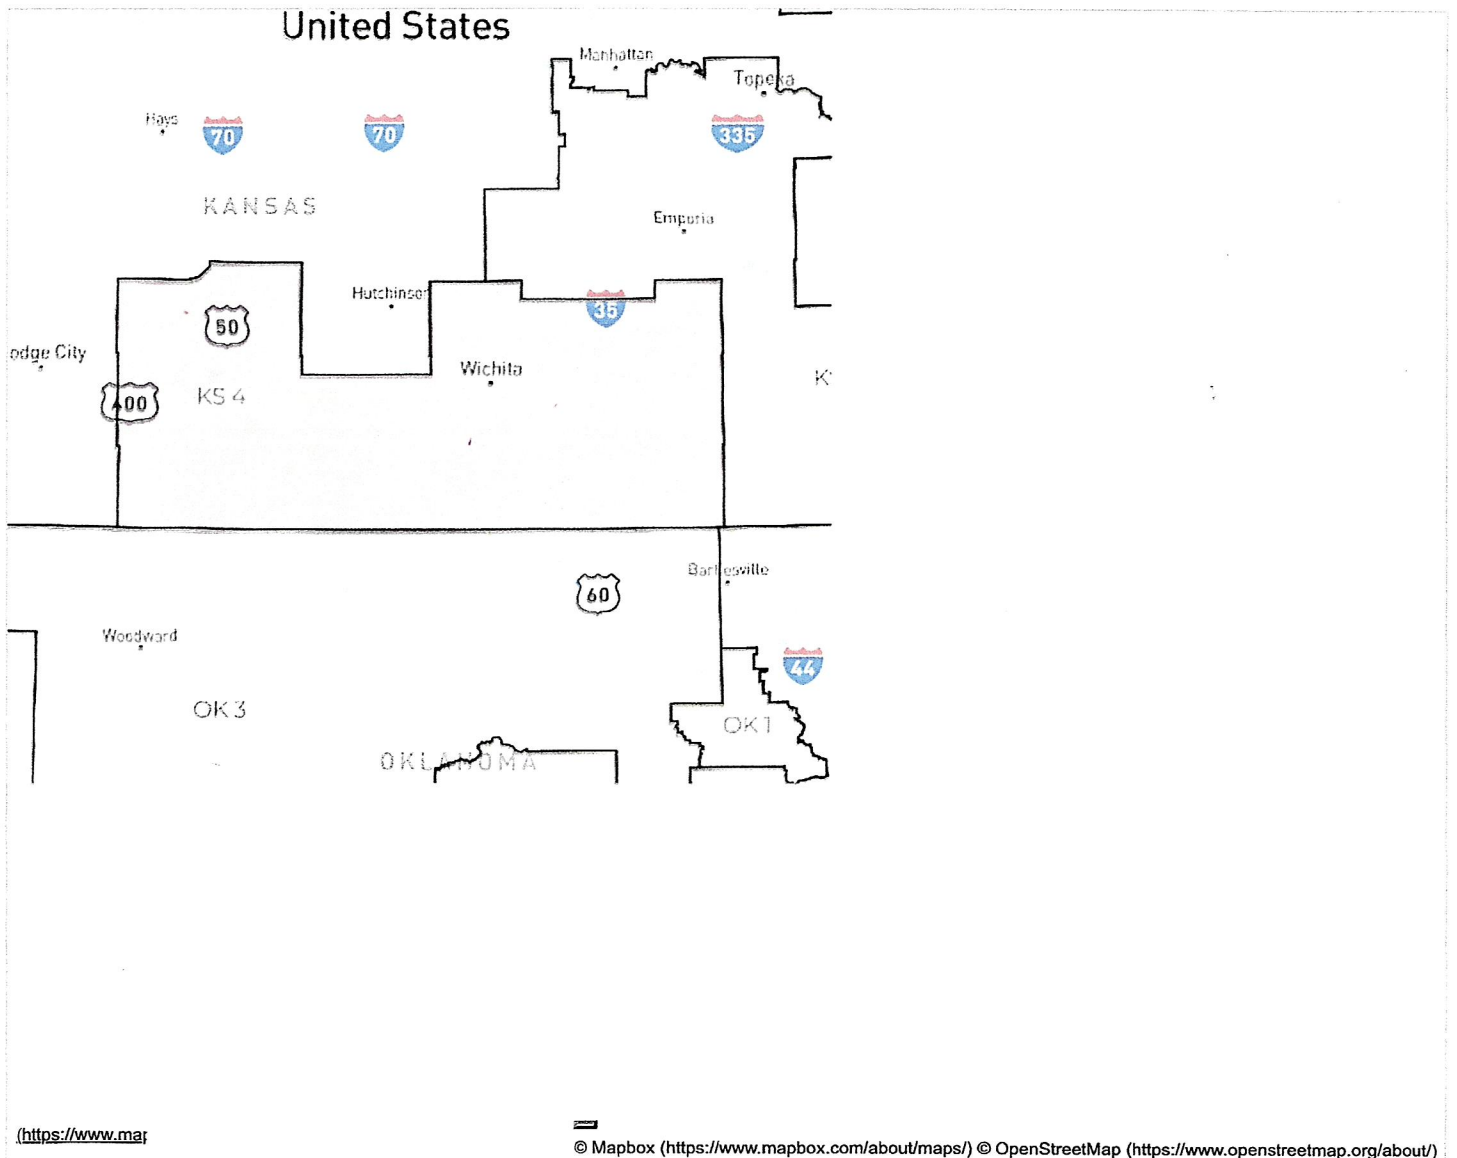 United States
Manhattan
Topeka
Hays
70
70
335
KANSAS
Emporia
Hutchinson
50
35
odge City
Wichita
KS 4
00
K
60
Bartlesville
Woodward
44
OK 3
OK 1
OKLAHOMA
(https://www.map
© Mapbox (https://www.mapbox.com/about/maps/) © OpenStreetMap (https://www.openstreetmap.org/about/)